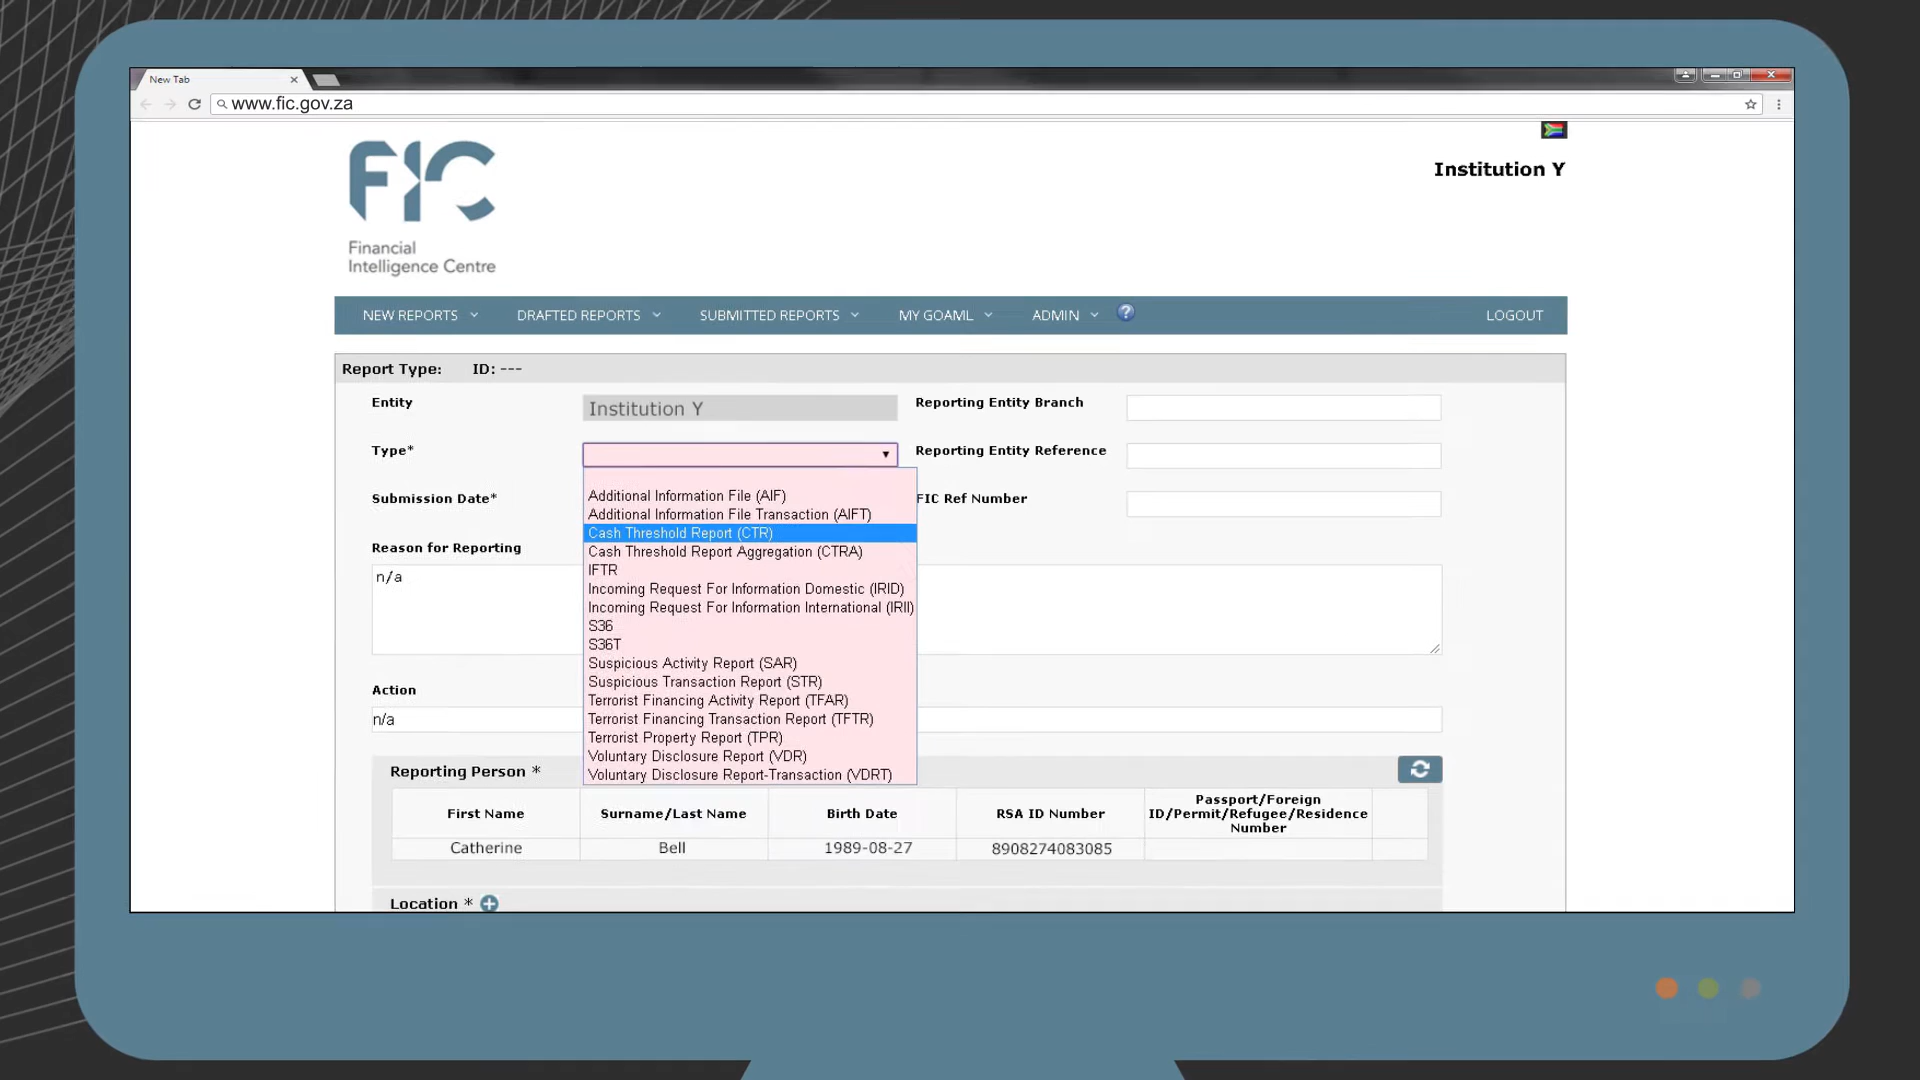 New Tab
www.fic.gov.za
FIC
Financial
Intelligence Centre
Institution Y
NEW REPORTS DRAFTED REPORTS SUBMITTED REPORTS MY GOAML ADMIN ? LOGOUT
Report Type: ID: ---
Entity Institution Y Reporting Entity Branch
Type* Reporting Entity Reference
Submission Date* FIC Ref Number
Additional Information File (AIF)
Additional Information File Transaction (AIFT)
Cash Threshold Report (CTR)
Cash Threshold Report Aggregation (CTRA)
IFTR
Incoming Request For Information Domestic (IRID)
Incoming Request For Information International (IRII)
S36
S36T
Suspicious Activity Report (SAR)
Suspicious Transaction Report (STR)
Terrorist Financing Activity Report (TFAR)
Terrorist Financing Transaction Report (TFTR)
Terrorist Property Report (TPR)
Voluntary Disclosure Report (VDR)
Voluntary Disclosure Report-Transaction (VDRT)
Reason for Reporting
n/a
Action
n/a
Reporting Person *
First Name Surname/Last Name Birth Date RSA ID Number Passport/Foreign
ID/Permit/Refugee/Residence
Number
Catherine Bell 1989-08-27 8908274083085
Location *